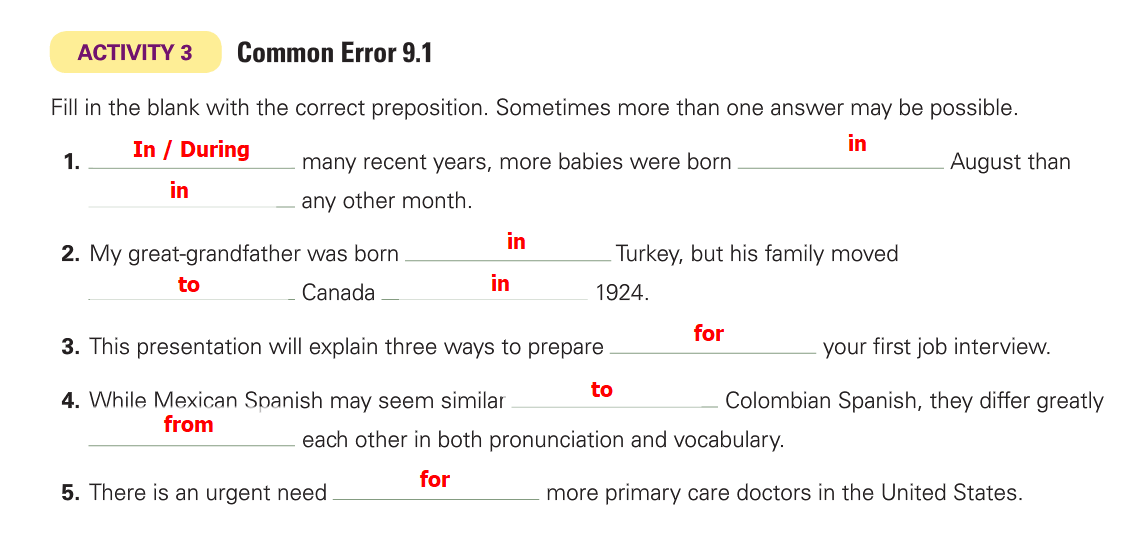 ACTIVITY 3 Common Error 9.1
Fill in the blank with the correct preposition. Sometimes more than one answer may be possible.
1. In / During many recent years, more babies were born in August than
in any other month.
2. My great-grandfather was born in Turkey, but his family moved
to Canada in 1924.
3. This presentation will explain three ways to prepare for your first job interview.
4. While Mexican Spanish may seem similar to Colombian Spanish, they differ greatly
from each other in both pronunciation and vocabulary.
5. There is an urgent need for more primary care doctors in the United States.